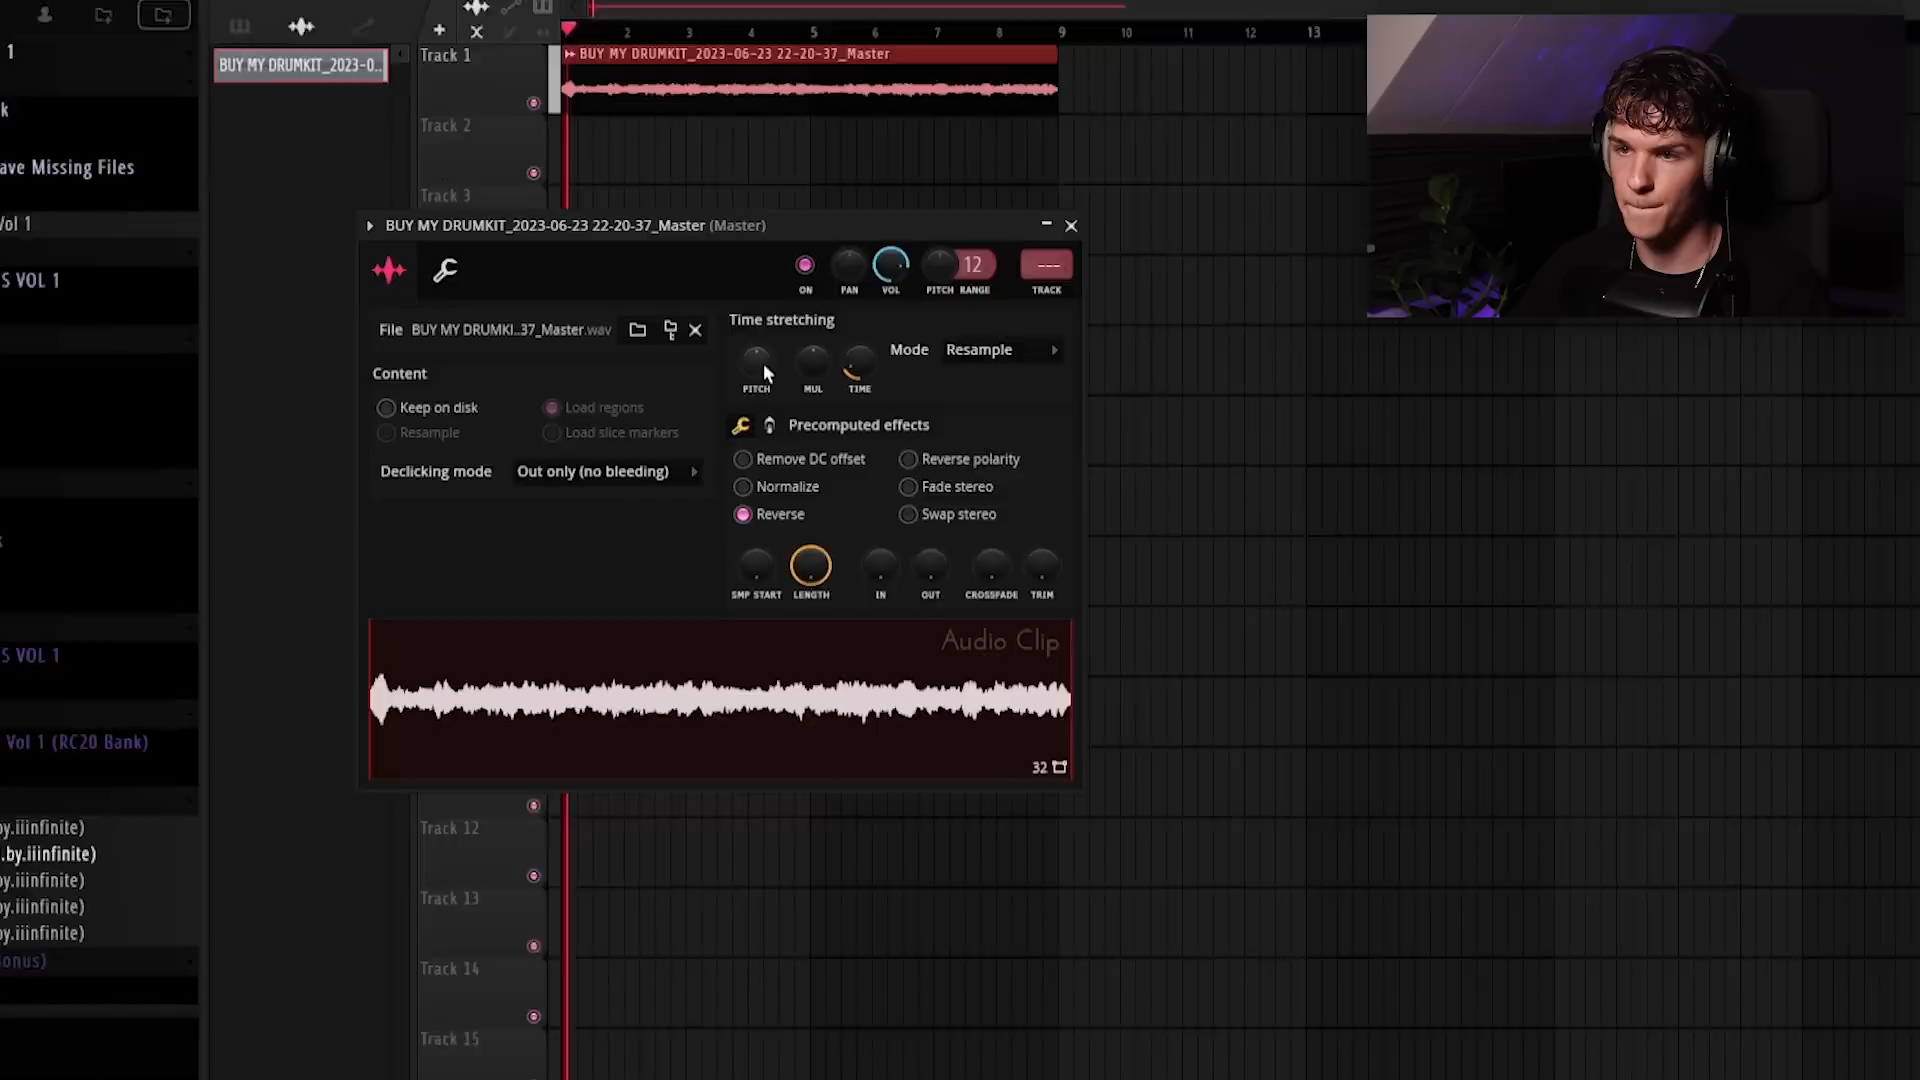 1
k
ave Missing Files
Vol 1
S VOL 1
S VOL 1
Vol 1 (RC20 Bank)
by.iiinfinite)
.by.iiinfinite)
by.iiinfinite)
by.iiinfinite)
by.iiinfinite)
onus)
BUY MY DRUMKIT_2023-0..
2 3 4 5 6 7 8 9 10 11 12 13
Track 1
BUY MY DRUMKIT_2023-06-23 22-20-37_Master
Track 2
Track 3
BUY MY DRUMKIT_2023-06-23 22-20-37_Master (Master)
12
---
ON PAN VOL PITCH RANGE TRACK
File BUY MY DRUMKI..37_Master.wav
Content
Keep on disk
Load regions
Resample
Load slice markers
Declicking mode Out only (no bleeding)
Time stretching
PITCH MUL TIME
Mode Resample
Precomputed effects
Remove DC offset
Reverse polarity
Normalize
Fade stereo
Reverse
Swap stereo
SMP START LENGTH IN OUT CROSSFADE TRIM
Audio Clip
32
Track 12
Track 13
Track 14
Track 15